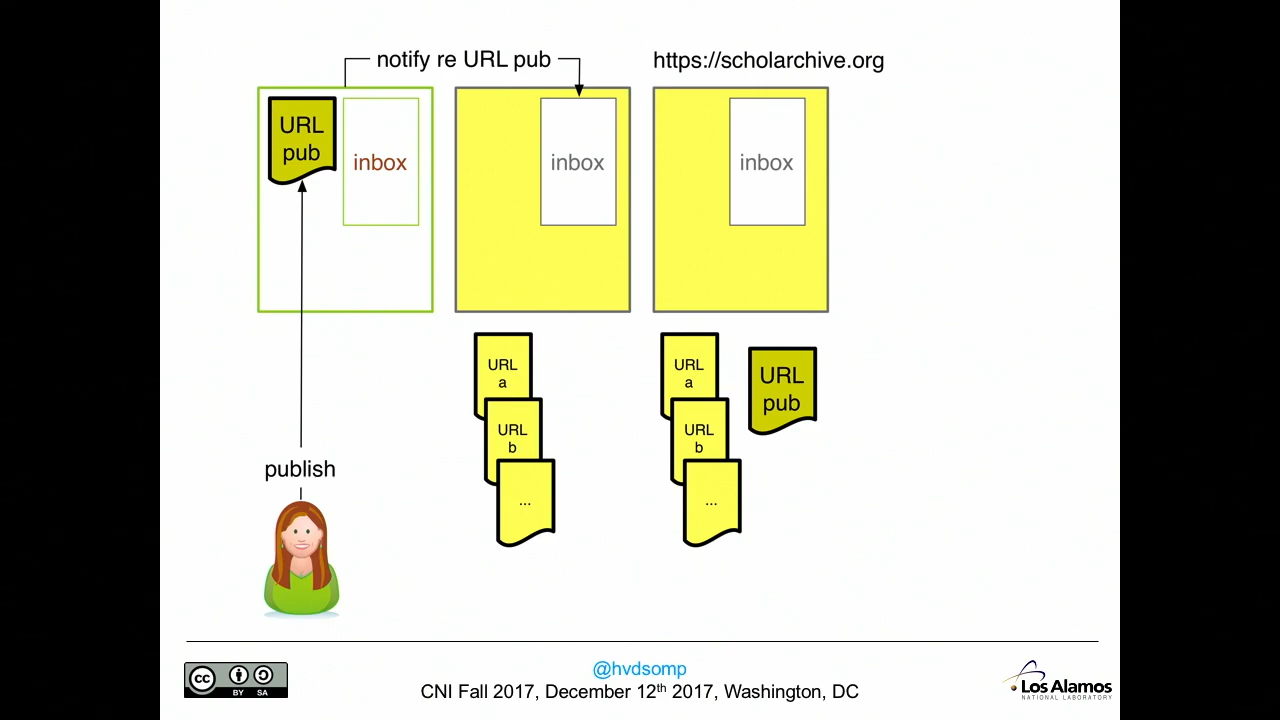 notify re URL pub
https://scholarchive.org
URL
pub
inbox
inbox
inbox
URL
a
URL
b
...
URL
a
URL
b
...
URL
pub
publish
@hvdsomp
CNI Fall 2017, December 12th 2017, Washington, DC
cc
BY SA
Los Alamos
NATIONAL LABORATORY